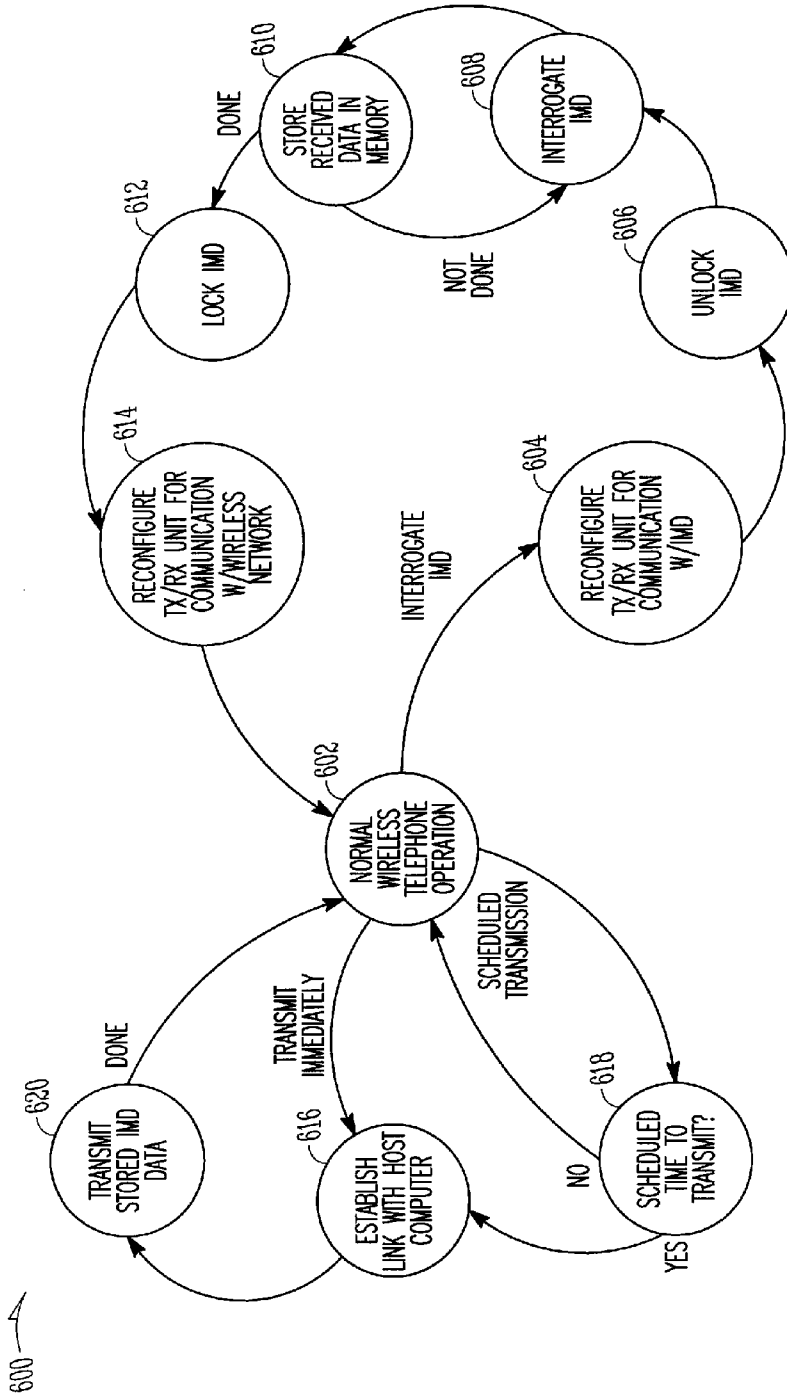 600
620
TRANSMIT
STORED IMD
DATA
DONE
616
ESTABLISH
LINK WITH HOST
COMPUTER
TRANSMIT
IMMEDIATELY
618
SCHEDULED
TIME TO
TRANSMIT?
YES
NO
SCHEDULED
TRANSMISSION
602
NORMAL
WIRELESS
TELEPHONE
OPERATION
INTERROGATE
IMD
614
RECONFIGURE
TX/RX UNIT FOR
COMMUNICATION
W/WIRELESS
NETWORK
604
RECONFIGURE
TX/RX UNIT FOR
COMMUNICATION
W/IMD
612
LOCK IMD
606
UNLOCK
IMD
DONE
NOT
DONE
610
STORE
RECEIVED
DATA IN
MEMORY
608
INTERROGATE
IMD